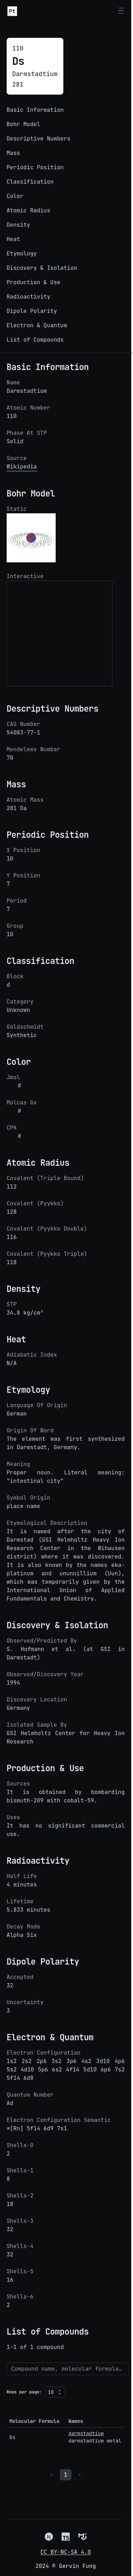 Pt
110
Ds
Darmstadtium
281
Basic Information
Bohr Model
Descriptive Numbers
Mass
Periodic Position
Classification
Color
Atomic Radius
Density
Heat
Etymology
Discovery & Isolation
Production & Use
Radioactivity
Dipole Polarity
Electron & Quantum
List of Compounds
Basic Information
Name
Darmstadtium
Atomic Number
110
Phase At STP
Solid
Source
Wikipedia
Bohr Model
Static
Interactive
Descriptive Numbers
CAS Number
54083-77-1
Mendeleev Number
70
Mass
Atomic Mass
281 Da
Periodic Position
X Position
10
Y Position
7
Period
7
Group
10
Classification
Block
d
Category
Unknown
Goldschmidt
Synthetic
Color
Jmol
#
Molcas Gv
#
CPK
#
Atomic Radius
Covalent (Triple Bound)
112
Covalent (Pyykko)
128
Covalent (Pyykko Double)
116
Covalent (Pyykko Triple)
118
Density
STP
34.8 kg/cm³
Heat
Adiabatic Index
N/A
Etymology
Language Of Origin
German
Origin Of Word
The element was first synthesized
in Darmstadt, Germany.
Meaning
Proper noun. Literal meaning:
"intestinal city"
Symbol Origin
place name
Etymological Description
It is named after the city of
Darmstad (GSI Helmholtz Heavy Ion
Research Center in the Wihausen
district) where it was discovered.
It is also known by the names eka-
platinum and ununnillium (Uun),
which was temporarily given by the
International Union of Applied
Fundamentals and Chemistry.
Discovery & Isolation
Observed/Predicted By
S. Hofmann et al. (at GSI in
Darmsadt)
Observed/Discovery Year
1994
Discovery Location
Germany
Isolated Sample By
GSI Helmholtz Center for Heavy Ion
Research
Production & Use
Sources
It is obtained by bombarding
bismuth-209 with cobalt-59.
Uses
It has no significant commercial
use.
Radioactivity
Half Life
4 minutes
Lifetime
5.833 minutes
Decay Mode
Alpha Six
Dipole Polarity
Accepted
32
Uncertainty
3
Electron & Quantum
Electron Configuration
1s2 2s2 2p6 3s2 3p6 4s2 3d10 4p6
5s2 4d10 5p6 6s2 4f14 5d10 6p6 7s2
5f14 6d8
Quantum Number
Ad
Electron Configuration Semantic
*[Rn] 5f14 6d9 7s1
Shells-0
2
Shells-1
8
Shells-2
18
Shells-3
32
Shells-4
32
Shells-5
16
Shells-6
2
List of Compounds
1-1 of 1 compound
Compound name, molecular formula…
Rows per page: 10
Molecular Formula Names
Ds
darmstadtium
darmstadtium metal
‹ 1 ›
TS
CC BY-NC-SA 4.0
2024 © Gervin Fung